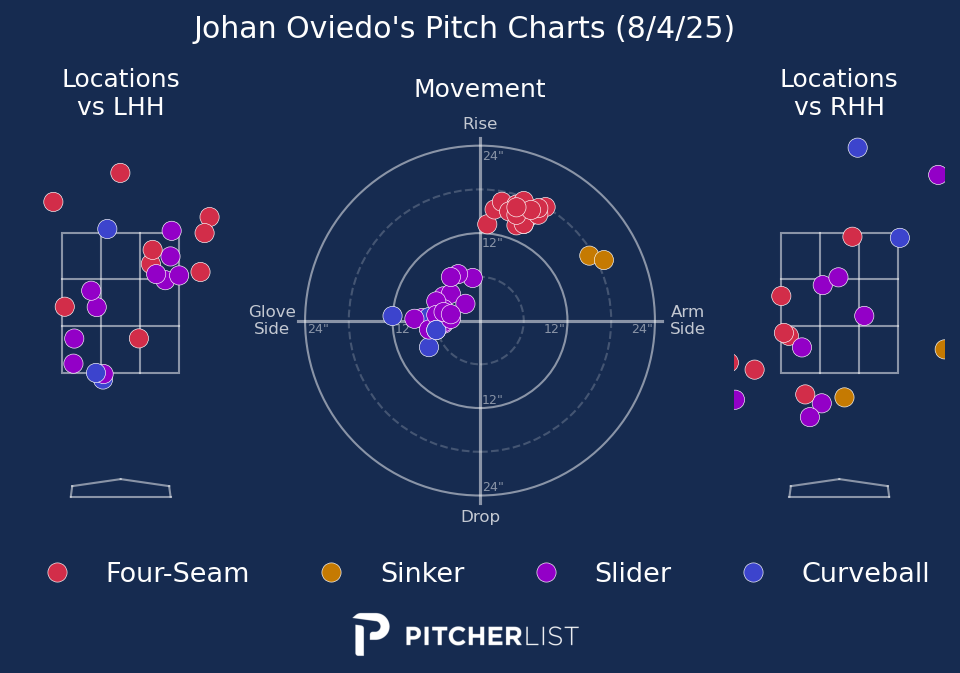 Johan Oviedo's Pitch Charts (8/4/25)
Locations
vs LHH
Movement
Locations
vs RHH
Rise
24"
12"
Glove
Side
24"
12"
12"
24"
Arm
Side
12"
24"
Drop
Four-Seam
Sinker
Slider
Curveball
PITCHERLIST